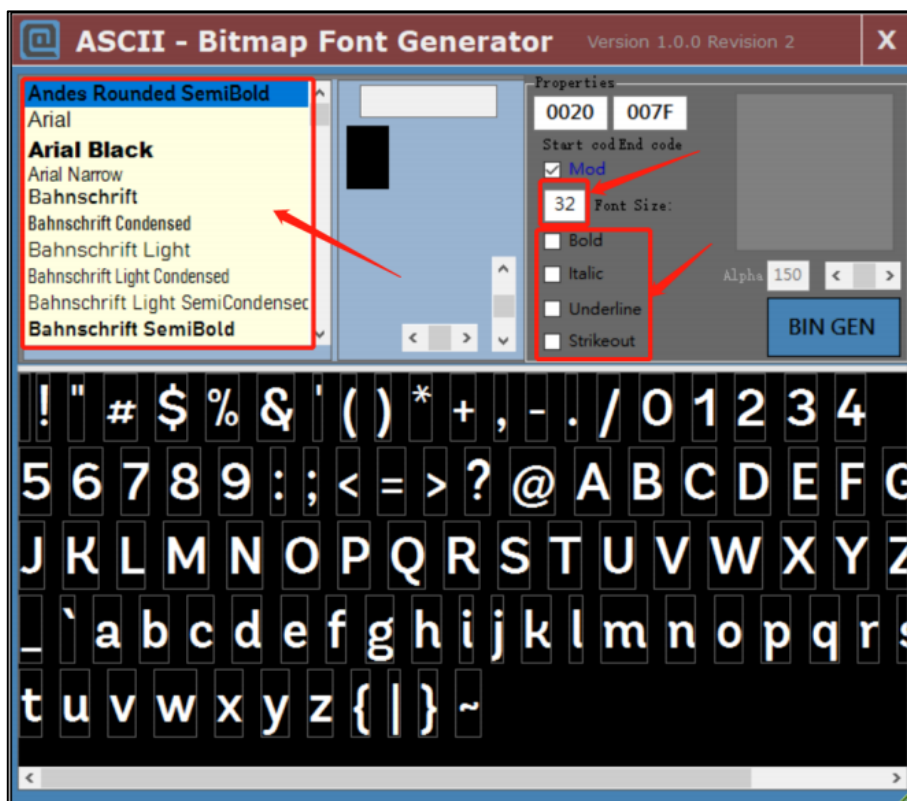 ASCII - Bitmap Font Generator Version 1.0.0 Revision 2 X
Andes Rounded SemiBold
Arial
Arial Black
Arial Narrow
Bahnschrift
Bahnschrift Condensed
Bahnschrift Light
Bahnschrift Light Condensed
Bahnschrift Light SemiCondensed
Bahnschrift SemiBold
Properties
0020 007F
Start cod End code
Mod
32 Font Size:
Bold
Italic
Underline
Strikeout
Alpha 150
BIN GEN
! " # $ % & ' ( ) * + , - . / 0 1 2 3 4
5 6 7 8 9 : ; < = > ? @ A B C D E F G
J K L M N O P Q R S T U V W X Y Z
_ ` a b c d e f g h i j k l m n o p q r s
t u v w x y z { | } ~